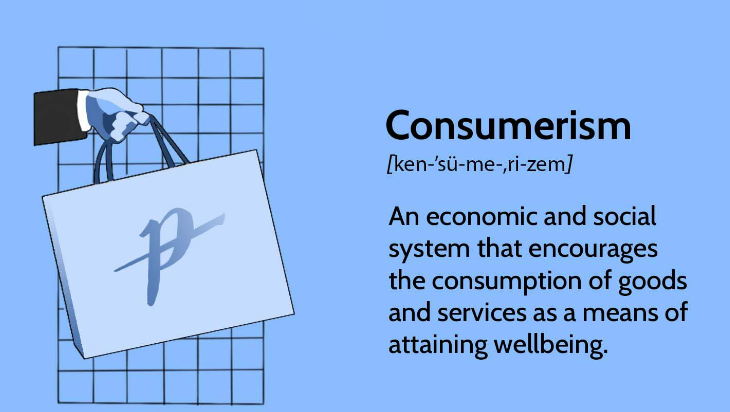 p
Consumerism
[ken-'sü-me-,ri-zem]
An economic and social
system that encourages
the consumption of goods
and services as a means of
attaining wellbeing.